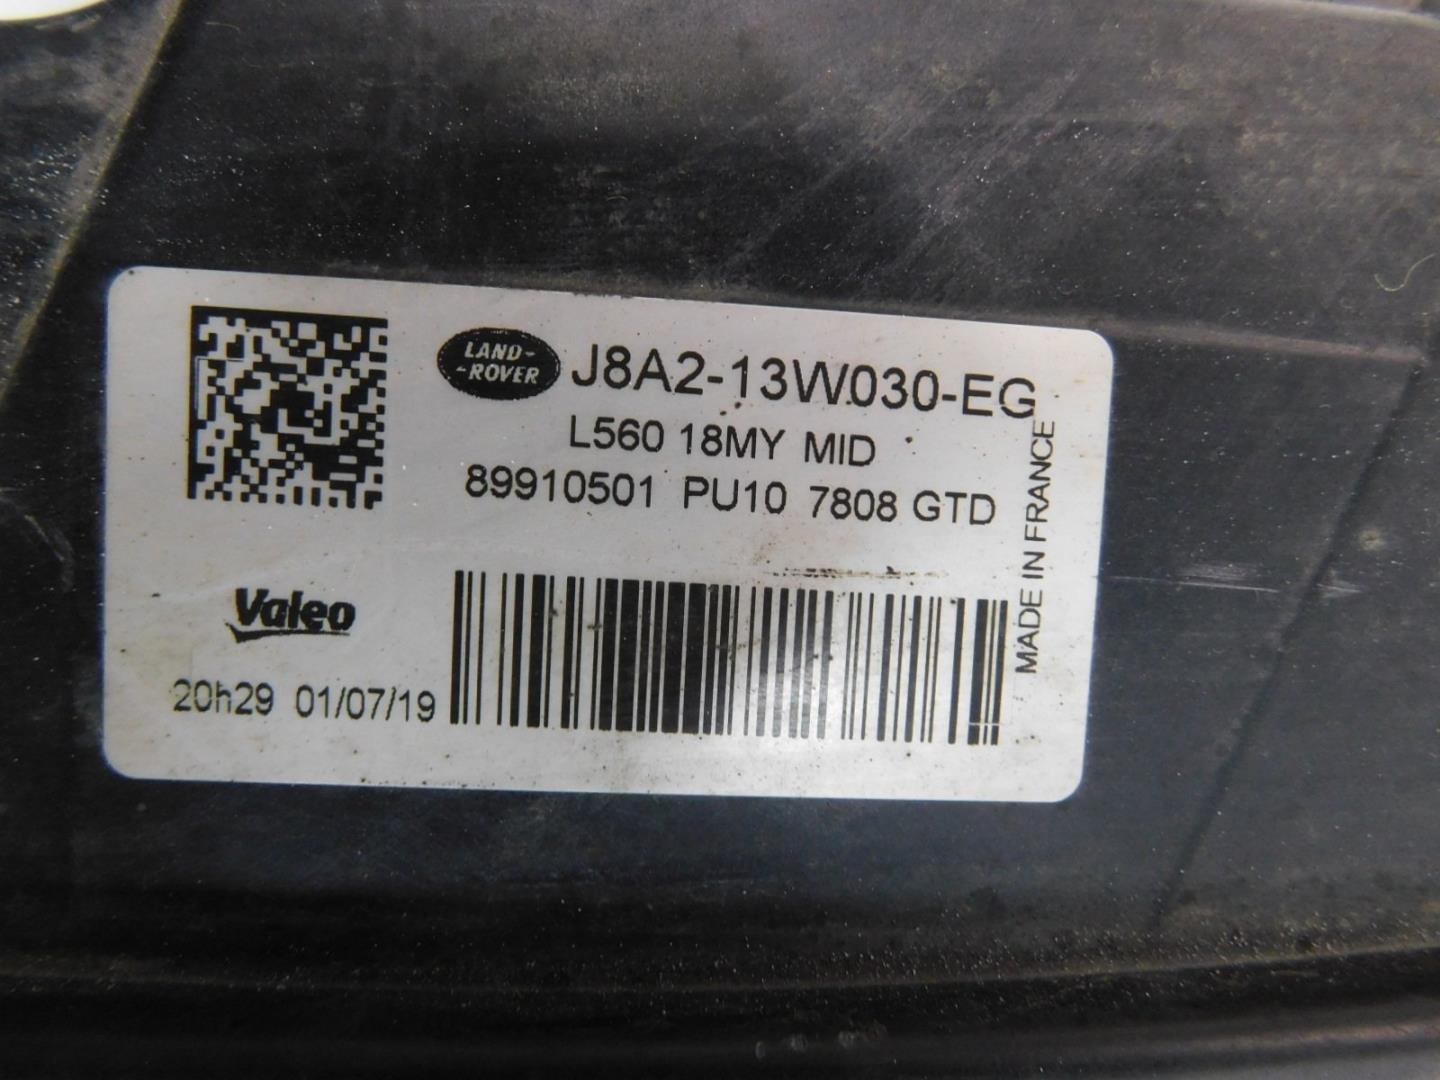 LAND-
-ROVER
J8A2-13W030-EG
L560 18MY MID
89910501 PU10 7808 GTD
MADE IN FRANCE
Valeo
20h29 01/07/19